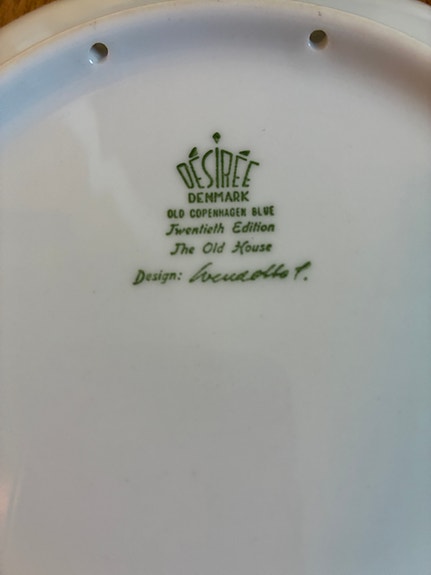 DÉSIRÉE
DENMARK
OLD COPENHAGEN BLUE
Twentieth Edition
The Old House
Design: